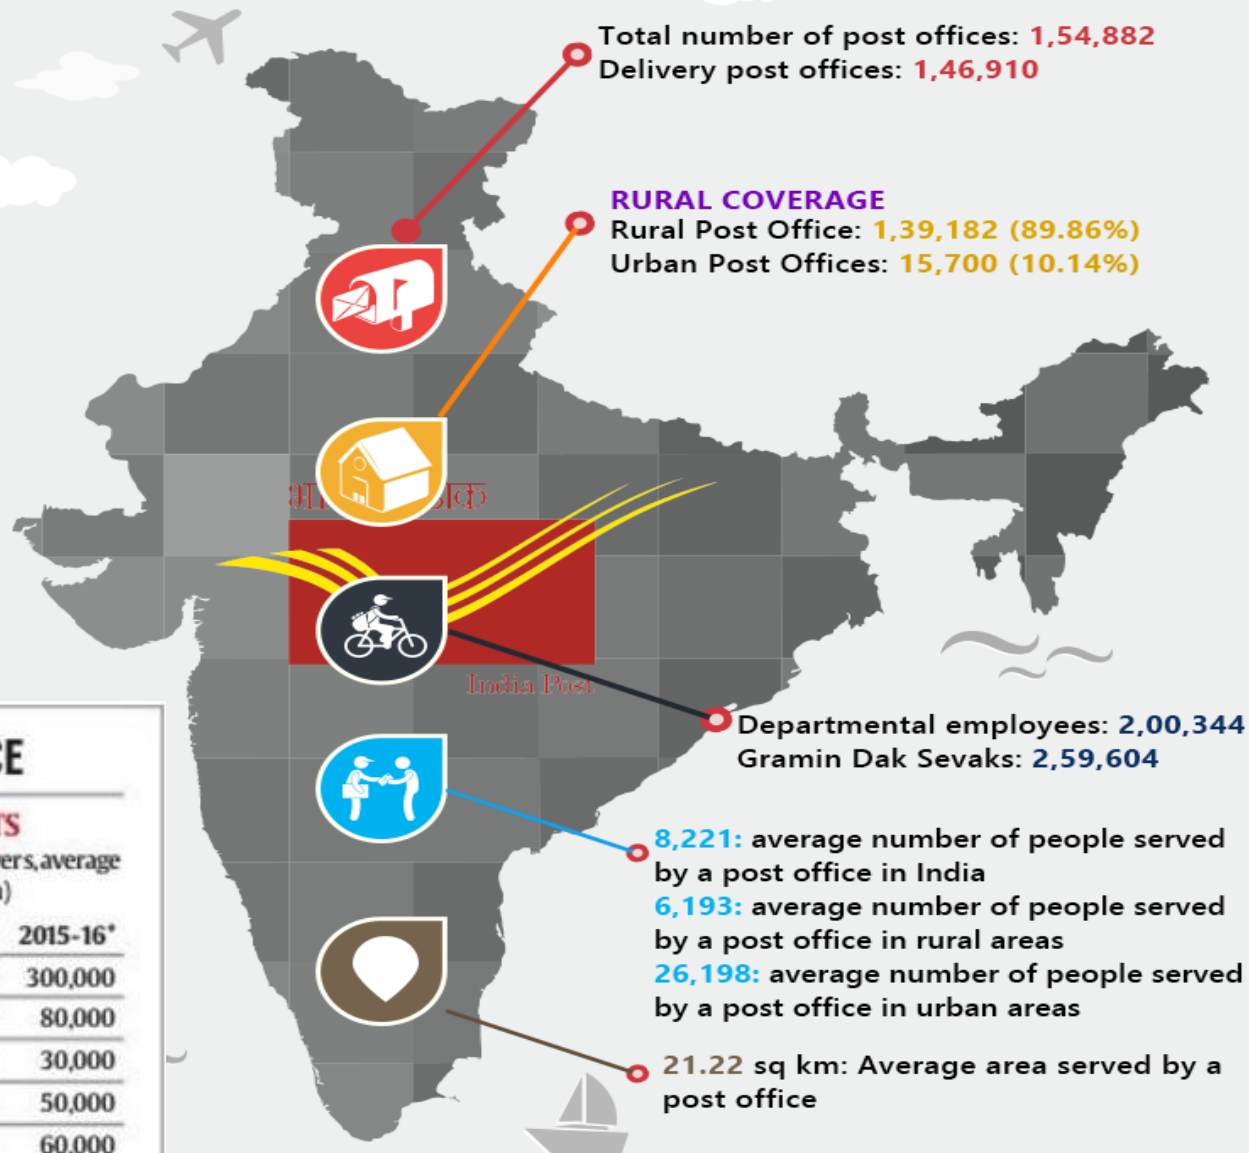 Total number of post offices: 1,54,882
Delivery post offices: 1,46,910
RURAL COVERAGE
Rural Post Office: 1,39,182 (89.86%)
Urban Post Offices: 15,700 (10.14%)
India Post
Departmental employees: 2,00,344
Gramin Dak Sevaks: 2,59,604
8,221: average number of people served
by a post office in India
6,193: average number of people served
by a post office in rural areas
26,198: average number of people served
by a post office in urban areas
21.22 sq km: Average area served by a
post office
average
2015-16*
300,000
80,000
30,000
50,000
60,000